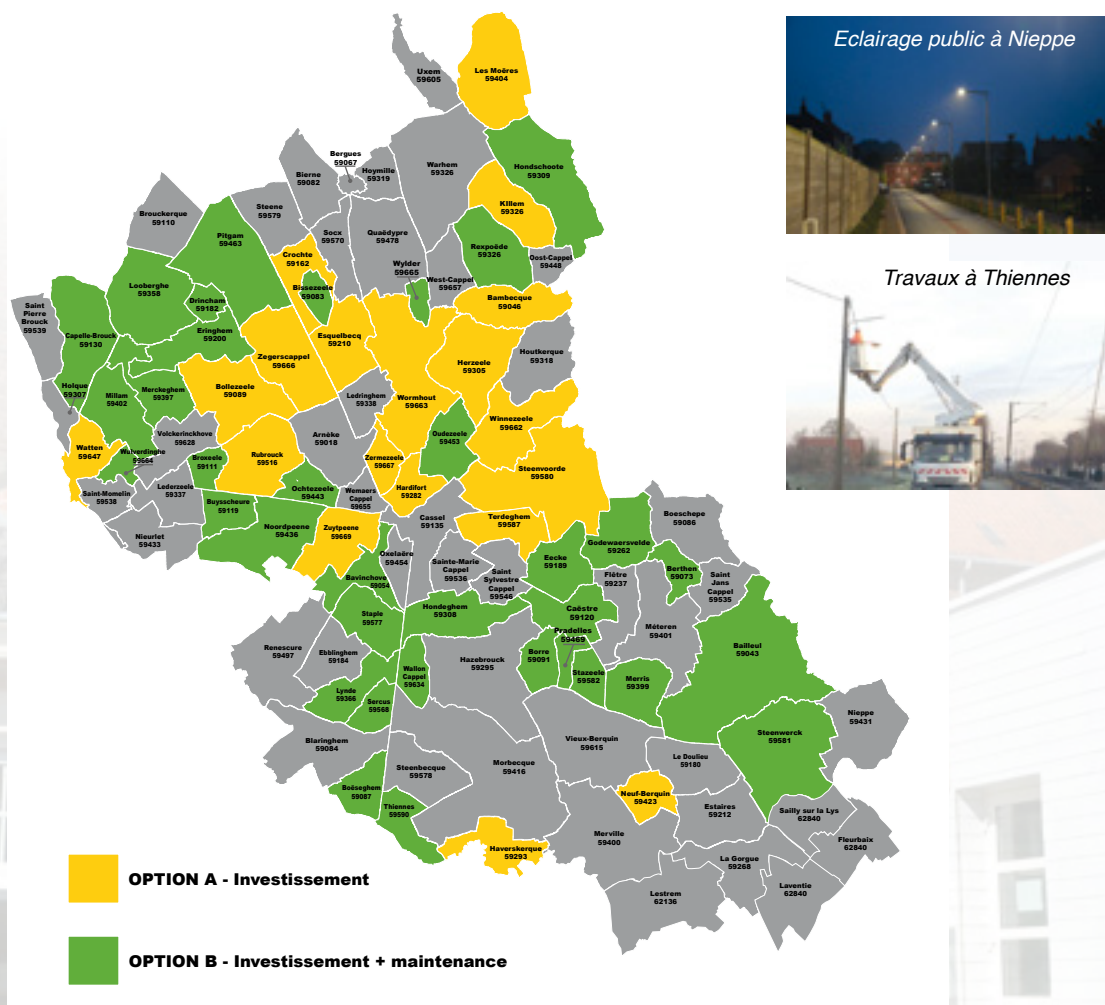 Eclairage public à Nieppe
Travaux à Thiennes
Uxem
59605
Les Moëres
59404
Bergues
59067
Hoymille
59319
Bierne
59082
Warhem
59326
Hondschoote
59309
Killem
59326
Steene
59579
Brouckerque
59110
Socx
59570
Quaëdypre
59478
Pitgam
59463
Crochte
59162
Rexpoëde
59326
Oost-Cappel
59448
Wylder
59665
West-Cappel
59657
Bissezeele
59083
Looberghe
59358
Drincham
59182
Bambecque
59046
Saint
Pierre
Brouck
59539
Capelle-Brouck
59130
Eringhem
59200
Esquelbecq
59210
Zegerscappel
59666
Herzeele
59305
Houtkerque
59318
Holque
59307
Millam
59402
Merckeghem
59397
Bollezeele
59089
Ledringhem
59338
Wormhout
59663
Winnezeele
59662
Volckerinckhove
59628
Arnèke
59018
Oudezeele
59453
Watten
59647
Wulverdinghe
59664
Broxeele
59111
Rubrouck
59516
Zermezeele
59667
Steenvoorde
59580
Saint-Momelin
59538
Lederzeele
59337
Ochtezeele
59443
Wemaers
Cappel
59655
Hardifort
59282
Buysscheure
59119
Boeschepe
59086
Nieurlet
59433
Noordpeene
59436
Zuytpeene
59669
Cassel
59135
Terdeghem
59587
Godewaersvelde
59262
Oxelaëre
59454
Sainte-Marie
Cappel
59536
Saint
Sylvestre
Cappel
59546
Eecke
59189
Flêtre
59237
Berthen
59073
Saint
Jans
Cappel
59535
Bavinchove
59054
Staple
59577
Hondeghem
59308
Caëstre
59120
Méteren
59401
Pradelles
59469
Bailleul
59043
Renescure
59497
Ebblinghem
59184
Wallon
Cappel
59634
Hazebrouck
59295
Borre
59091
Stazeele
59582
Merris
59399
Lynde
59366
Sercus
59568
Nieppe
59431
Blaringhem
59084
Vieux-Berquin
59615
Steenwerck
59581
Steenbecque
59578
Morbecque
59416
Le Doulieu
59180
Boëseghem
59087
Thiennes
59590
Neuf-Berquin
59423
Estaires
59212
Sailly sur la Lys
62840
Merville
59400
Fleurbaix
62840
Haverskerque
59293
La Gorgue
59268
Laventie
62840
Lestrem
62136
OPTION A - Investissement
OPTION B - Investissement + maintenance